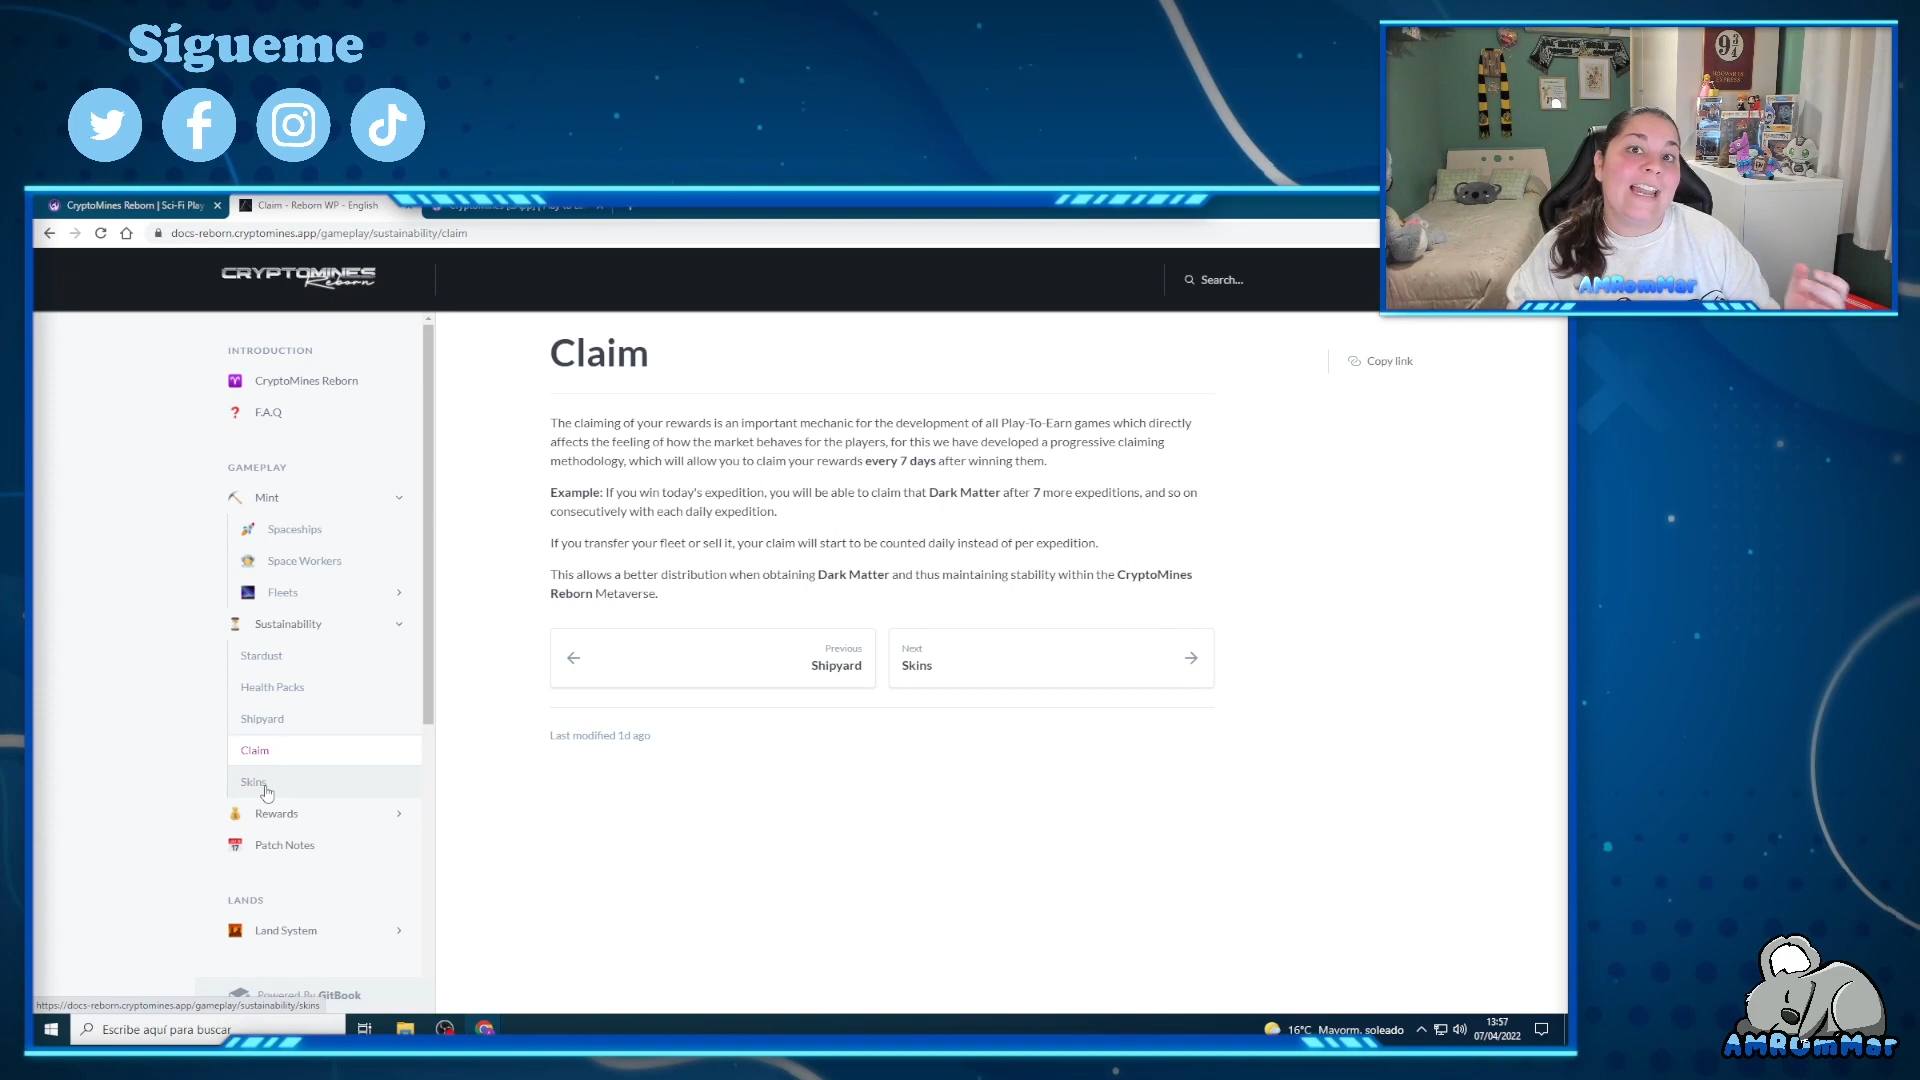 Sígueme
CryptoMines Reborn | Sci-Fi Play
Claim - Reborn WP - English
docs-reborn.cryptomines.app/gameplay/sustainability/claim
CRYPTOMINES
Reborn
Search...
INTRODUCTION
CryptoMines Reborn
F.A.Q
GAMEPLAY
Mint
Spaceships
Space Workers
Fleets
Sustainability
Stardust
Health Packs
Shipyard
Claim
Skins
Rewards
Patch Notes
LANDS
Land System
Powered By GitBook
https://docs-reborn.cryptomines.app/gameplay/sustainability/skins
Claim
Copy link
The claiming of your rewards is an important mechanic for the development of all Play-To-Earn games which directly
affects the feeling of how the market behaves for the players, for this we have developed a progressive claiming
methodology, which will allow you to claim your rewards every 7 days after winning them.
Example: If you win today's expedition, you will be able to claim that Dark Matter after 7 more expeditions, and so on
consecutively with each daily expedition.
If you transfer your fleet or sell it, your claim will start to be counted daily instead of per expedition.
This allows a better distribution when obtaining Dark Matter and thus maintaining stability within the CryptoMines
Reborn Metaverse.
Previous
Shipyard
Next
Skins
Last modified 1d ago
Escribe aquí para buscar
16°C Mayorm. soleado
13:57
07/04/2022
9 3/4
HOGWARTS
EXPRESS
AMRomMar
AMROmMar